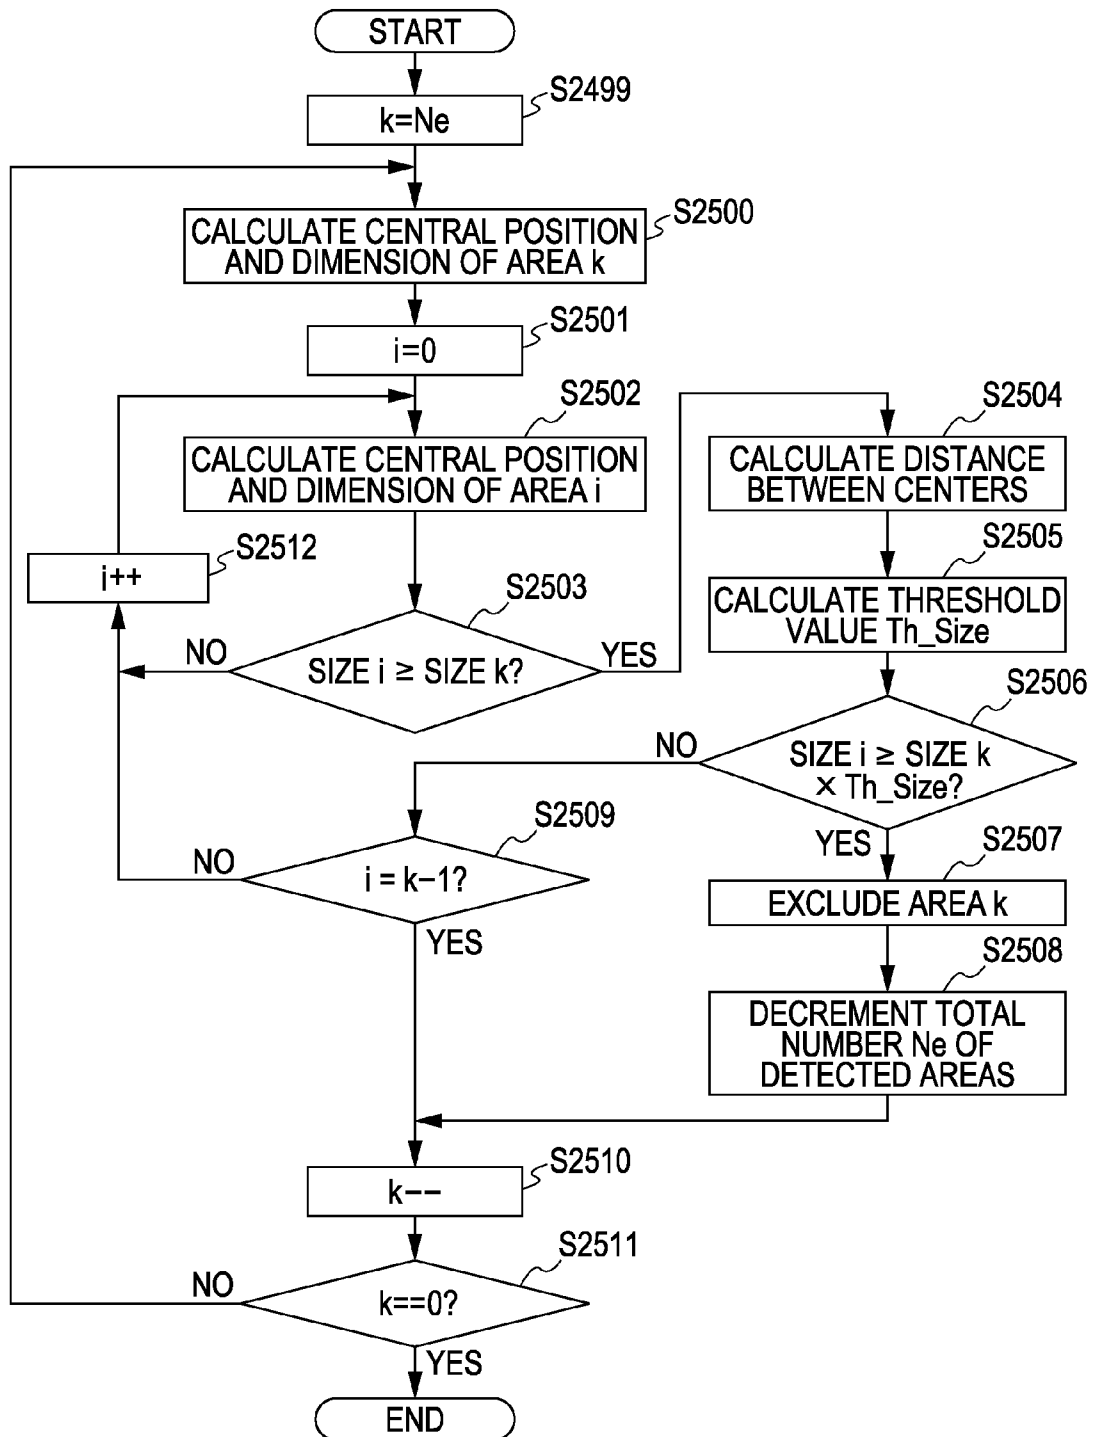 START
S2499
k=Ne
S2500
CALCULATE CENTRAL POSITION
AND DIMENSION OF AREA k
S2501
i=0
S2502
CALCULATE CENTRAL POSITION
AND DIMENSION OF AREA i
S2512
i++
S2503
SIZE i ≥ SIZE k?
NO
YES
S2504
CALCULATE DISTANCE
BETWEEN CENTERS
S2505
CALCULATE THRESHOLD
VALUE Th_Size
S2506
SIZE i ≥ SIZE k
× Th_Size?
NO
YES
S2507
EXCLUDE AREA k
S2508
DECREMENT TOTAL
NUMBER Ne OF
DETECTED AREAS
S2509
i = k−1?
NO
YES
S2510
k−−
S2511
k==0?
NO
YES
END